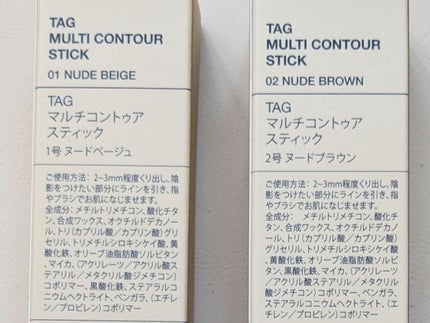 TAG
MULTI CONTOUR
STICK
01 NUDE BEIGE
TAG
マルチコントゥア
スティック
1号 ヌードベージュ
ご使用方法: 2~3mm程度くり出し、陰
影をつけたい部分にラインを引き、指
やブラシでお肌になじませます。
全成分: メチルトリメチコン、酸化チ
タン、合成ワックス、オクチルドデカノー
ル、トリ（カプリル酸／カプリン酸）グ
リセリル、トリメチルシロキシケイ酸、黄
酸化鉄、オリーブ油脂肪酸ソルビタ
ン、マイカ、（アクリレーツ／アクリル酸ス
テアリル／メタクリル酸ジメチコン）コ
ポリマー、黒酸化鉄、ステアラルコニ
ウムヘクトライト、ベンガラ、（エチレ
ン／プロピレン）コポリマー
TAG
MULTI CONTOUR
STICK
02 NUDE BROWN
TAG
マルチコントゥア
スティック
2号 ヌードブラウン
ご使用方法: 2~3mm程度くり出し、陰
影をつけたい部分にラインを引き、指
やブラシでお肌になじませます。
全成分: メチルトリメチコン、酸化チ
タン、合成ワックス、オクチルドデカノ
ール、トリ（カプリル酸／カプリン酸）
グリセリル、トリメチルシロキシケイ酸、
黄酸化鉄、オリーブ油脂肪酸ソルビ
タン、黒酸化鉄、マイカ、（アクリレーツ
／アクリル酸ステアリル／メタクリル
酸ジメチコン）コポリマー、ベンガラ、ス
テアラルコニウムヘクトライト、（エチ
レン／プロピレン）コポリマー